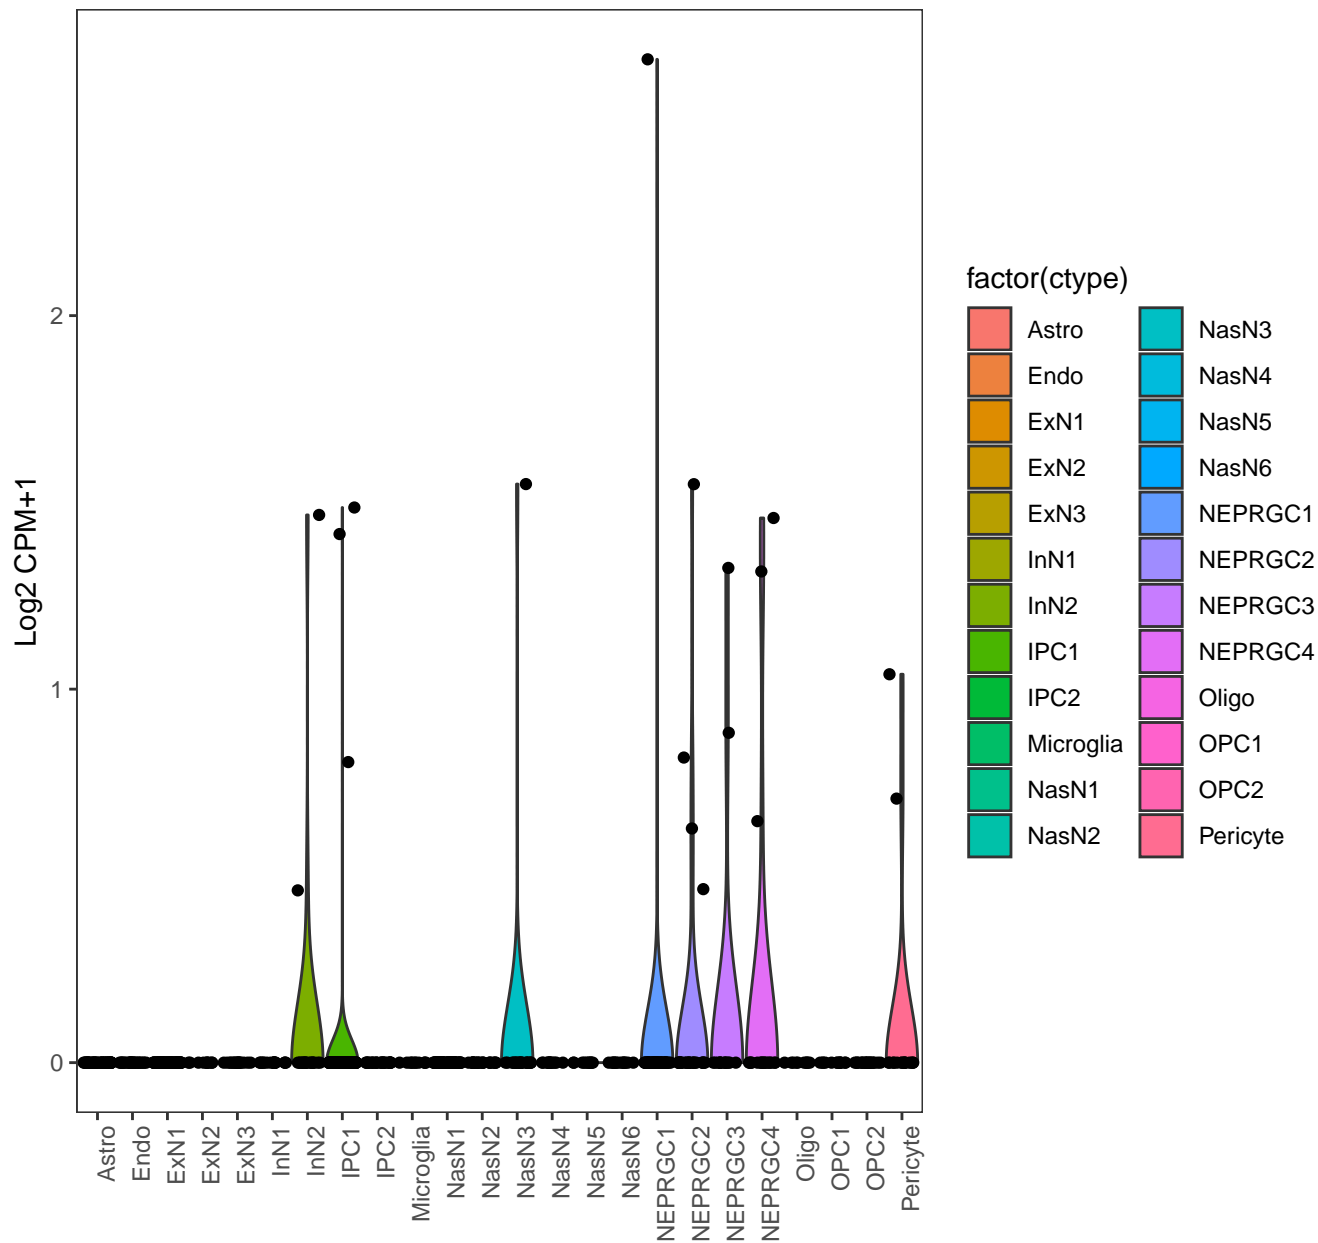 Log2 CPM+1
2
1
0
Astro
Endo
ExN1
ExN2
ExN3
InN1
InN2
IPC1
IPC2
Microglia
NasN1
NasN2
NasN3
NasN4
NasN5
NasN6
NEPRGC1
NEPRGC2
NEPRGC3
NEPRGC4
Oligo
OPC1
OPC2
Pericyte
factor(ctype)
Astro
Endo
ExN1
ExN2
ExN3
InN1
InN2
IPC1
IPC2
Microglia
NasN1
NasN2
NasN3
NasN4
NasN5
NasN6
NEPRGC1
NEPRGC2
NEPRGC3
NEPRGC4
Oligo
OPC1
OPC2
Pericyte